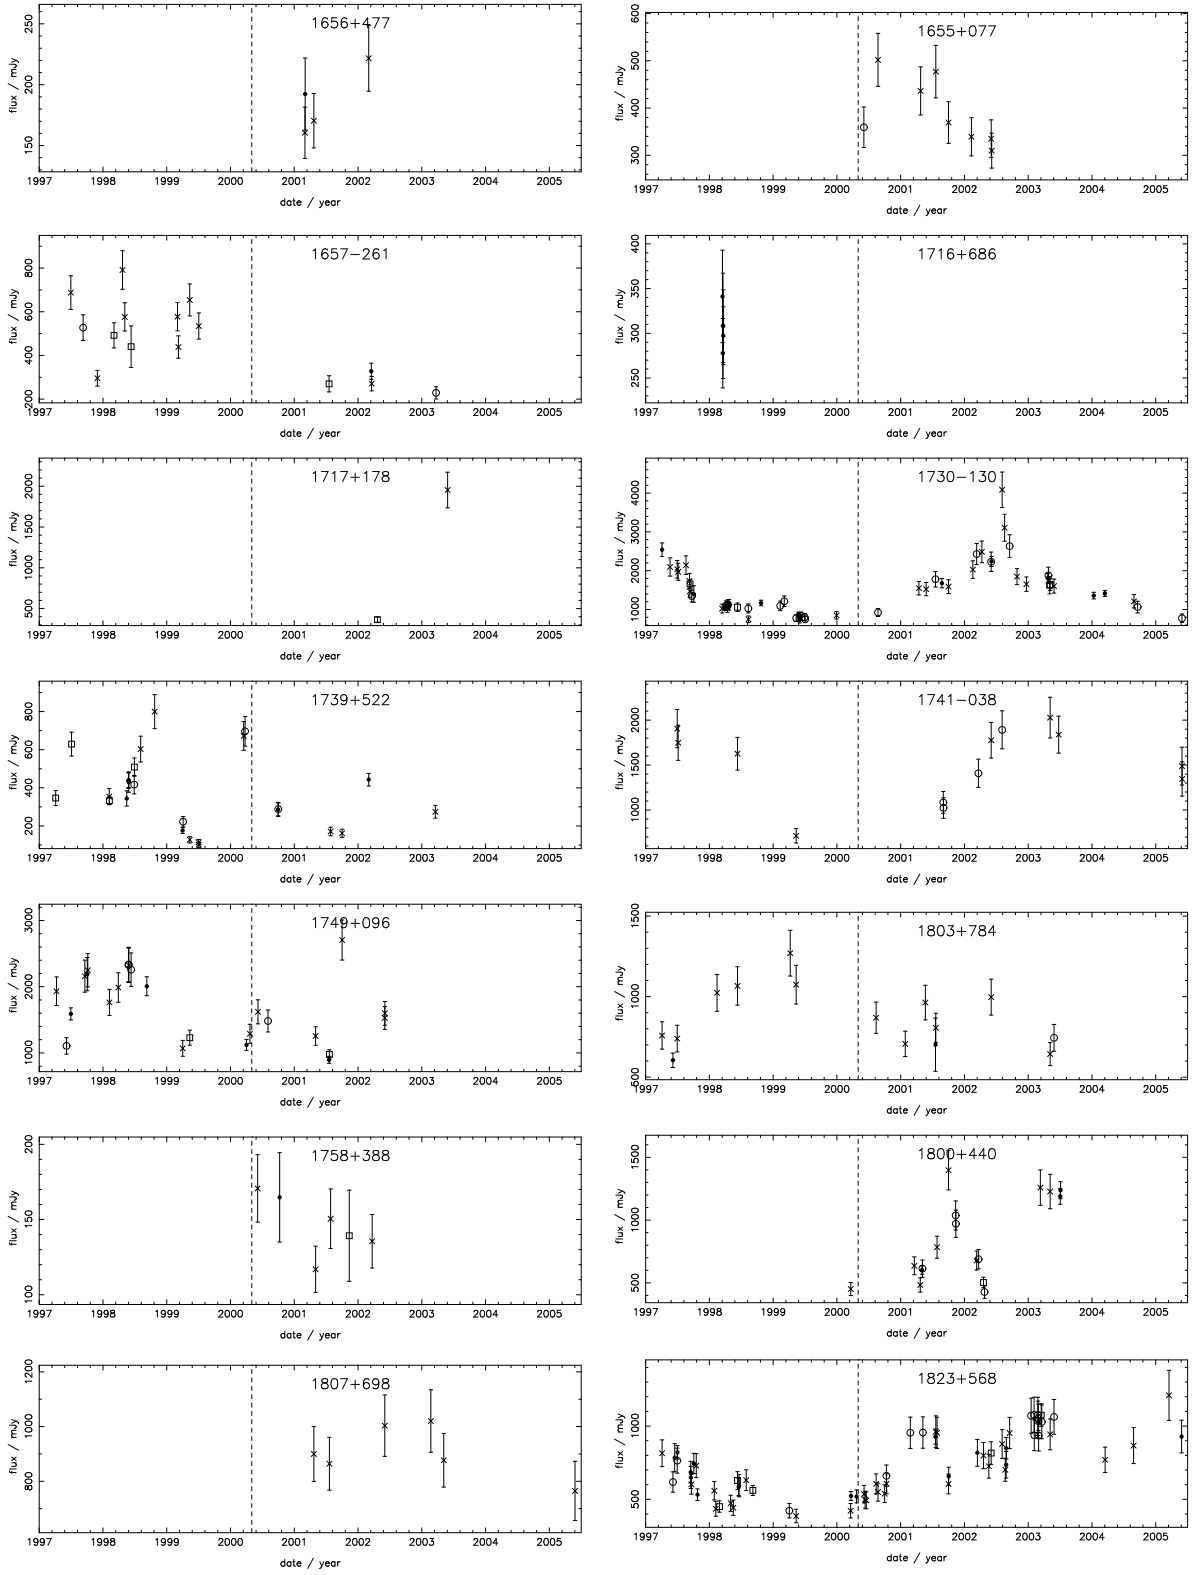 1656+477
flux / mJy
150 200 250
1997 1998 1999 2000 2001 2002 2003 2004 2005
date / year
1655+077
flux / mJy
300 400 500 600
1997 1998 1999 2000 2001 2002 2003 2004 2005
date / year
1657−261
flux / mJy
200 400 600 800
1997 1998 1999 2000 2001 2002 2003 2004 2005
date / year
1716+686
flux / mJy
250 300 350 400
1997 1998 1999 2000 2001 2002 2003 2004 2005
date / year
1717+178
flux / mJy
500 1000 1500 2000
1997 1998 1999 2000 2001 2002 2003 2004 2005
date / year
1730−130
flux / mJy
1000 2000 3000 4000
1997 1998 1999 2000 2001 2002 2003 2004 2005
date / year
1739+522
flux / mJy
200 400 600 800
1997 1998 1999 2000 2001 2002 2003 2004 2005
date / year
1741−038
flux / mJy
1000 1500 2000
1997 1998 1999 2000 2001 2002 2003 2004 2005
date / year
1749+096
flux / mJy
1000 2000 3000
1997 1998 1999 2000 2001 2002 2003 2004 2005
date / year
1803+784
flux / mJy
500 1000 1500
1997 1998 1999 2000 2001 2002 2003 2004 2005
date / year
1758+388
flux / mJy
100 150 200
1997 1998 1999 2000 2001 2002 2003 2004 2005
date / year
1800+440
flux / mJy
500 1000 1500
1997 1998 1999 2000 2001 2002 2003 2004 2005
date / year
1807+698
flux / mJy
800 1000 1200
1997 1998 1999 2000 2001 2002 2003 2004 2005
date / year
1823+568
flux / mJy
500 1000
1997 1998 1999 2000 2001 2002 2003 2004 2005
date / year